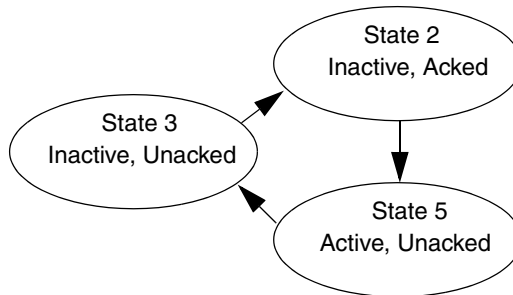 State 2
Inactive, Acked
State 3
Inactive, Unacked
State 5
Active, Unacked